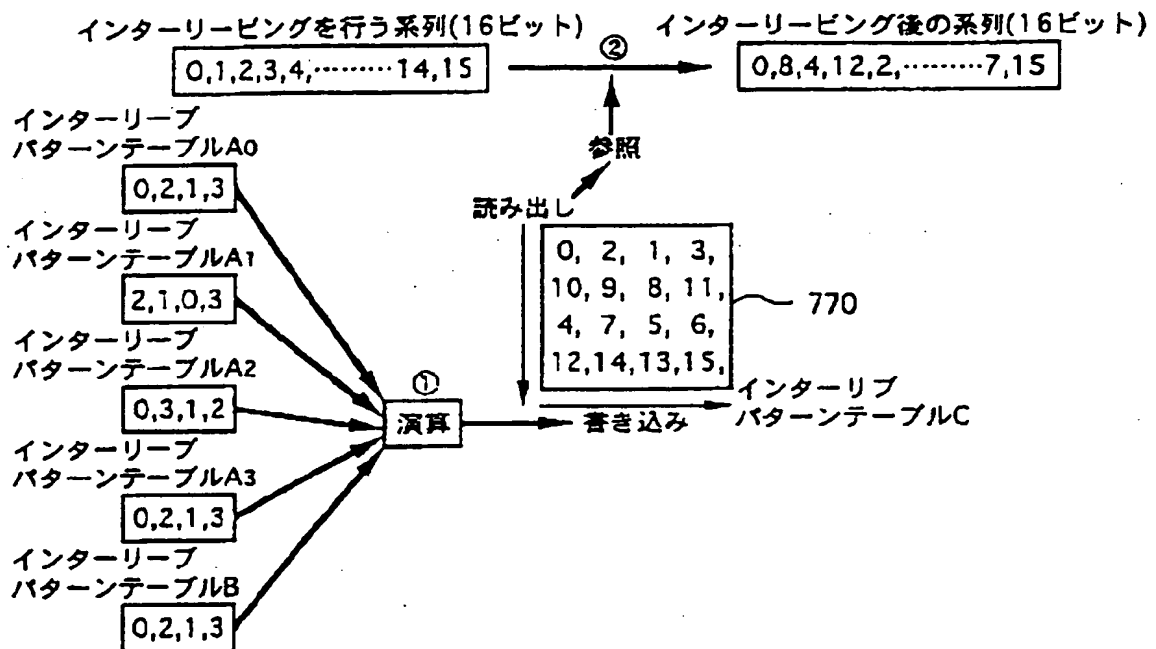 インターリービングを行う系列(16ビット)
0,1,2,3,4,………14,15
②
インターリービング後の系列(16ビット)
0,8,4,12,2,………7,15
参照
読み出し
インターリーブ
パターンテーブルA0
0,2,1,3
インターリーブ
パターンテーブルA1
2,1,0,3
インターリーブ
パターンテーブルA2
0,3,1,2
インターリーブ
パターンテーブルA3
0,2,1,3
インターリーブ
パターンテーブルB
0,2,1,3
①
演算
0, 2, 1, 3,
10, 9, 8, 11,
4, 7, 5, 6,
12,14,13,15,
770
書き込み
インターリブ
パターンテーブルC